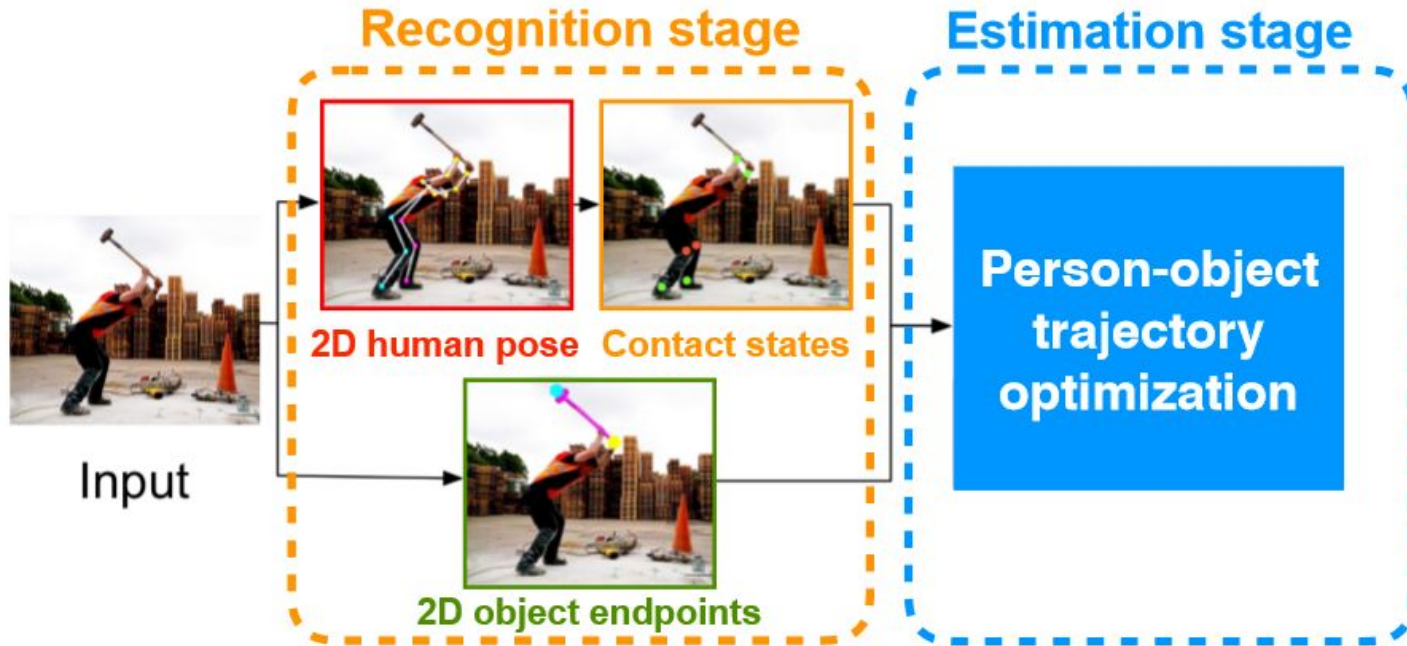 Recognition stage
Estimation stage
Input
2D human pose
Contact states
2D object endpoints
Person-object
trajectory
optimization